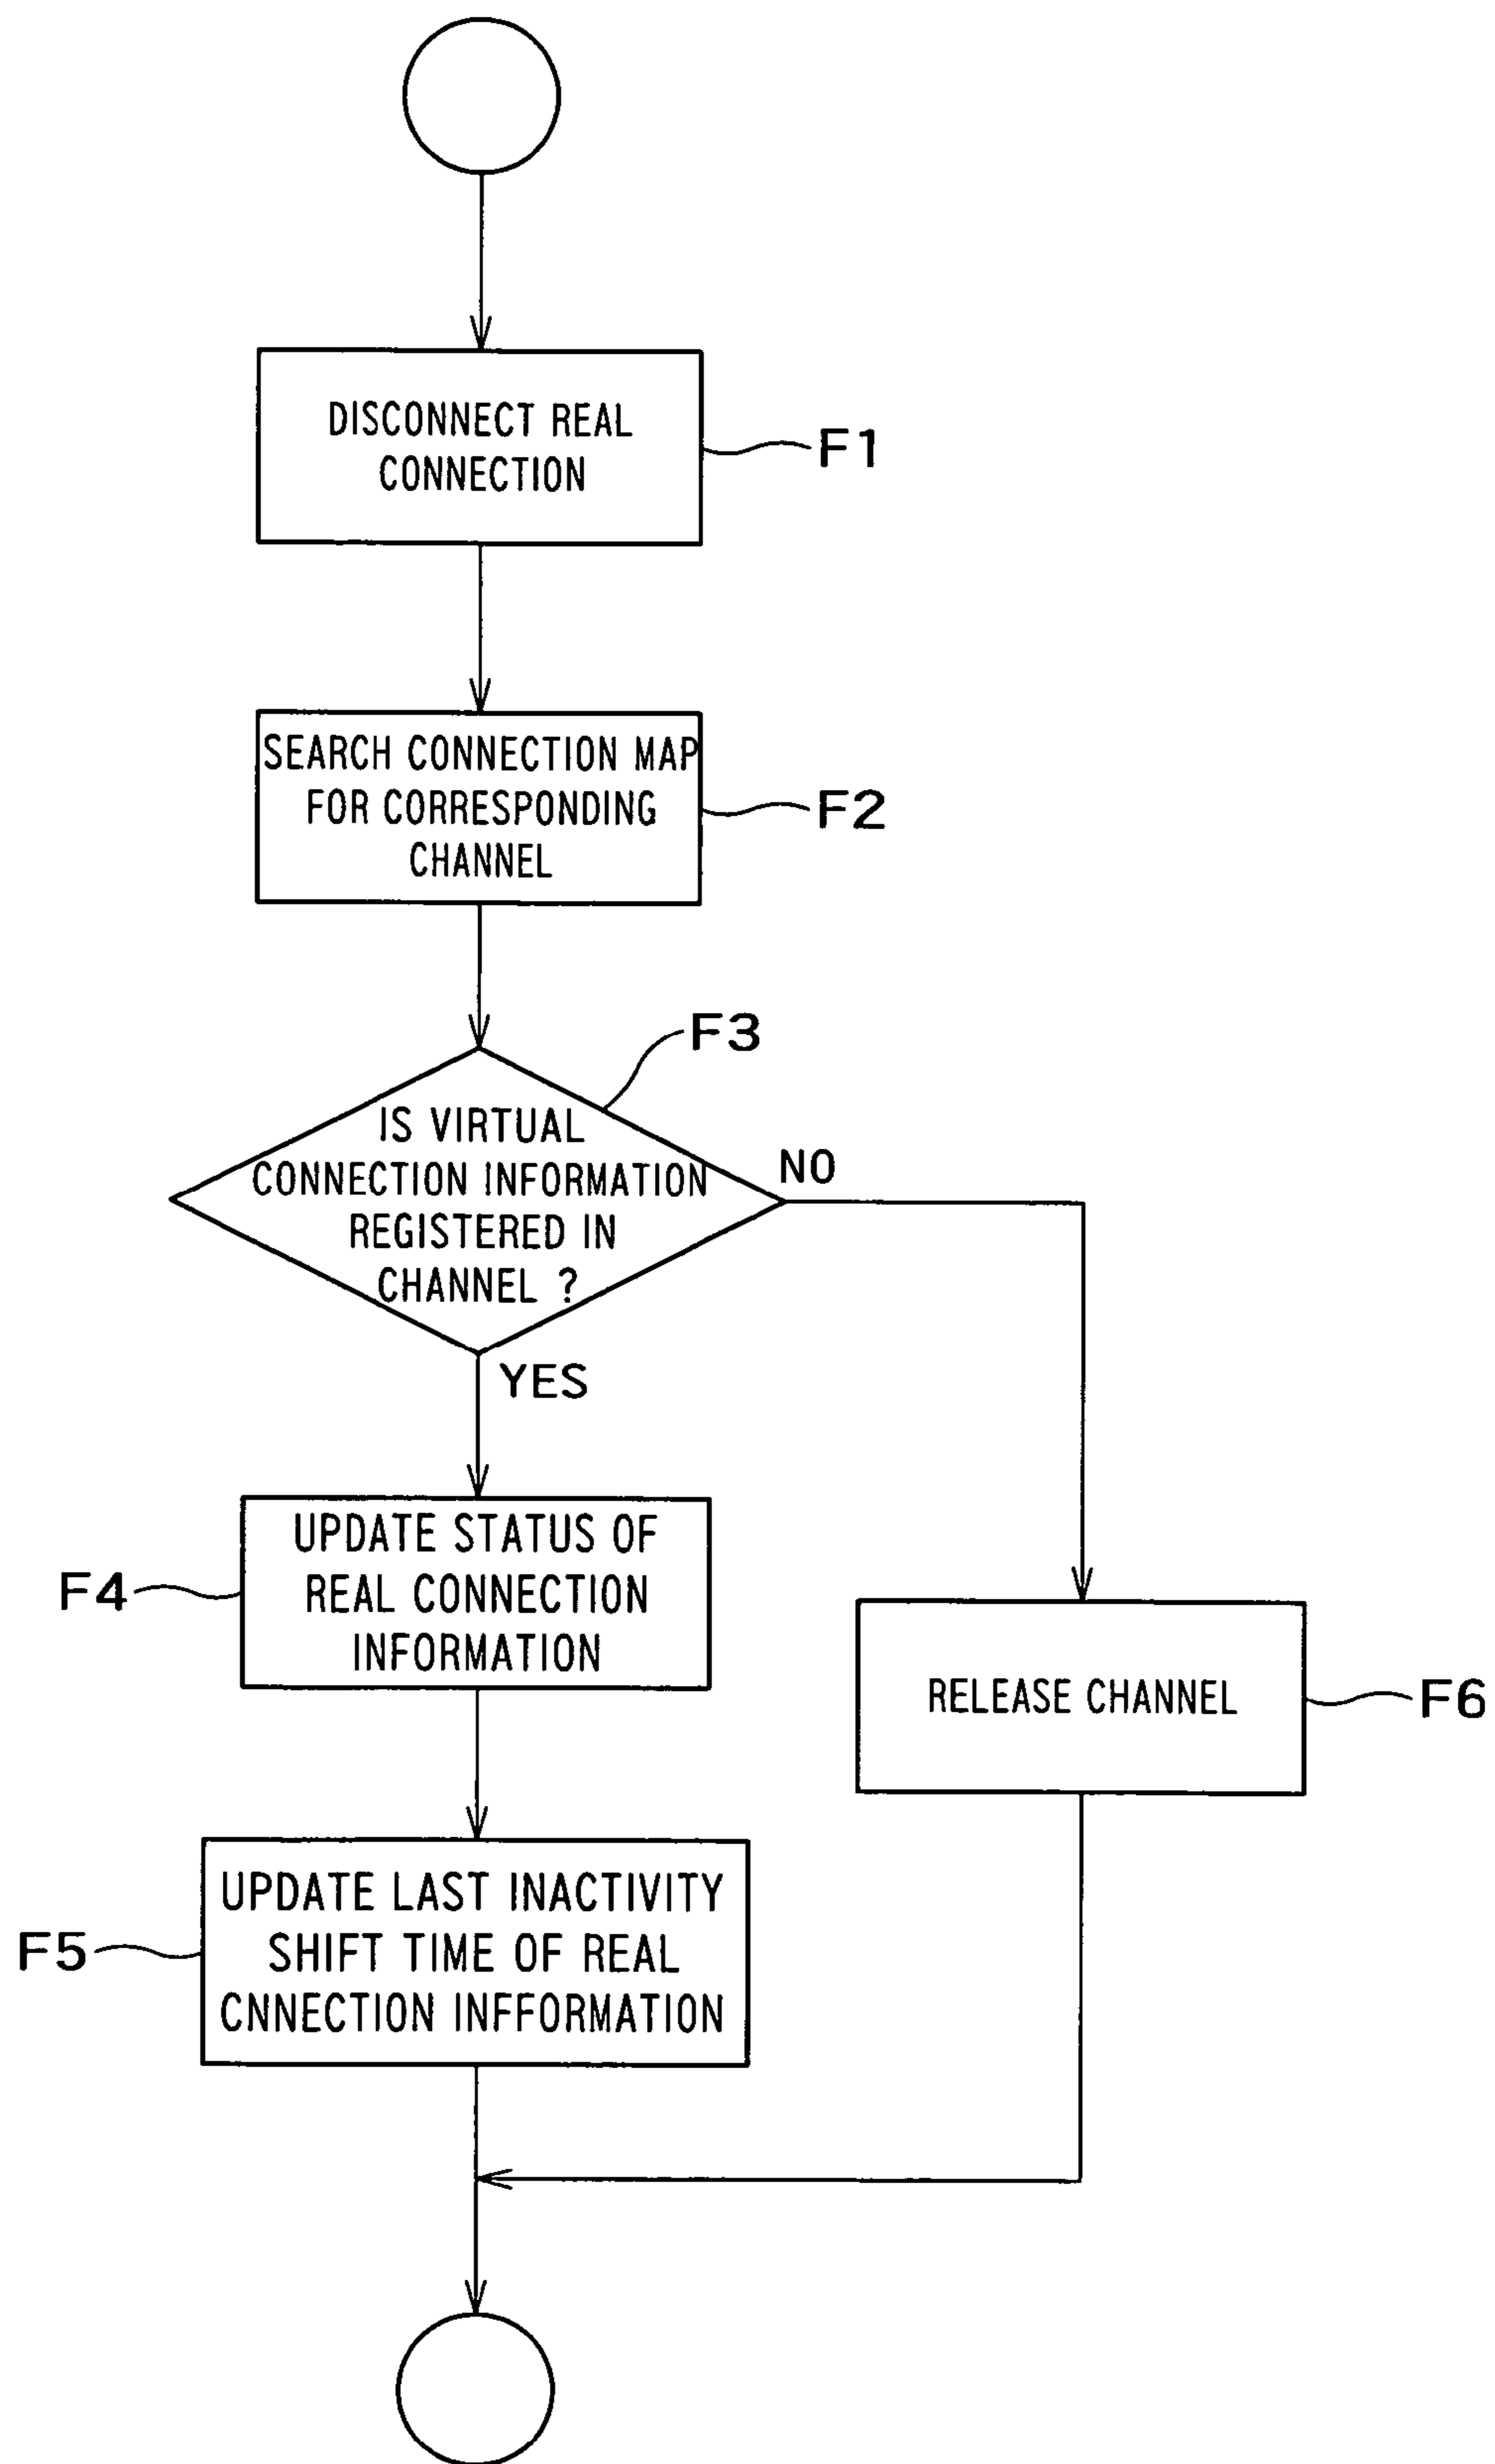 DISCONNECT REAL
CONNECTION
F1
SEARCH CONNECTION MAP
FOR CORRESPONDING
CHANNEL
F2
F3
IS VIRTUAL
CONNECTION INFORMATION
REGISTERED IN
CHANNEL ?
NO
YES
F4
UPDATE STATUS OF
REAL CONNECTION
INFORMATION
RELEASE CHANNEL
F6
F5
UPDATE LAST INACTIVITY
SHIFT TIME OF REAL
CNNECTION INFFORMATION